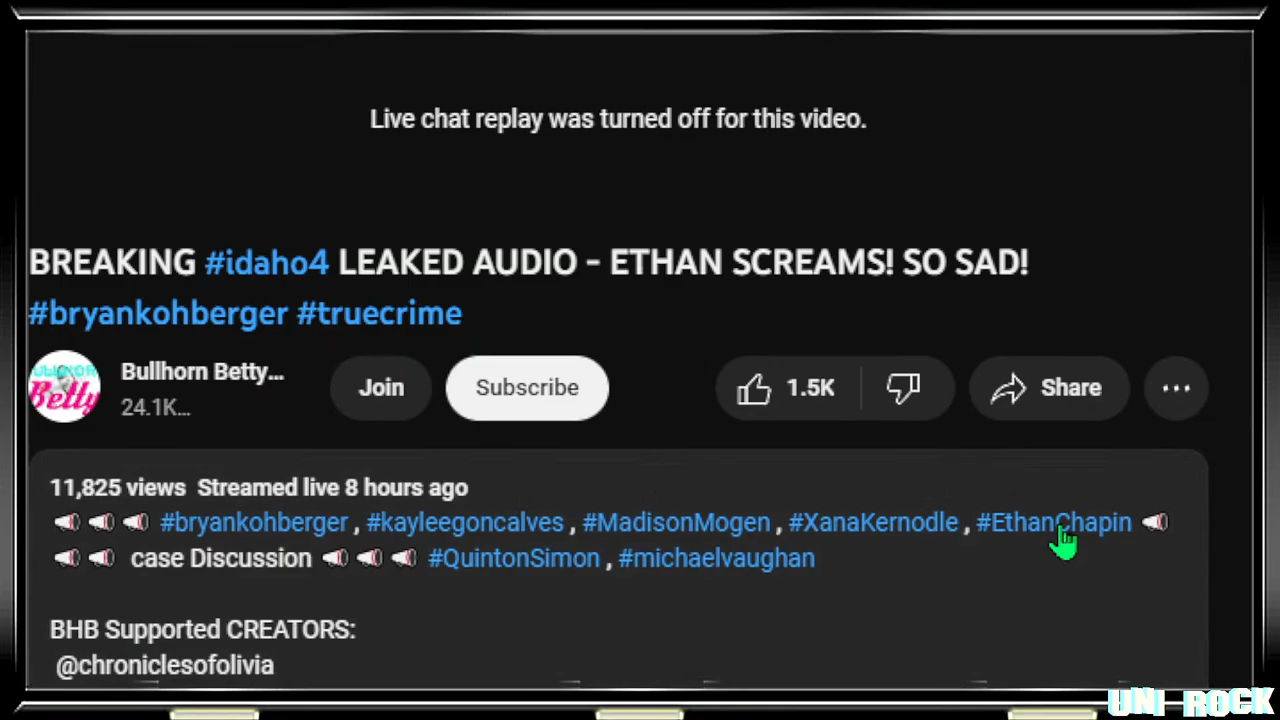 Live chat replay was turned off for this video.
BREAKING #idaho4 LEAKED AUDIO - ETHAN SCREAMS! SO SAD!
#bryankohberger #truecrime
Betty
Bullhorn Betty...
24.1K...
Join
Subscribe
1.5K
Share
11,825 views Streamed live 8 hours ago
#bryankohberger , #kayleegoncalves , #MadisonMogen , #XanaKernodle , #EthanChapin
case Discussion #QuintonSimon , #michaelvaughan
BHB Supported CREATORS:
@chroniclesofolivia
UNI ROCK